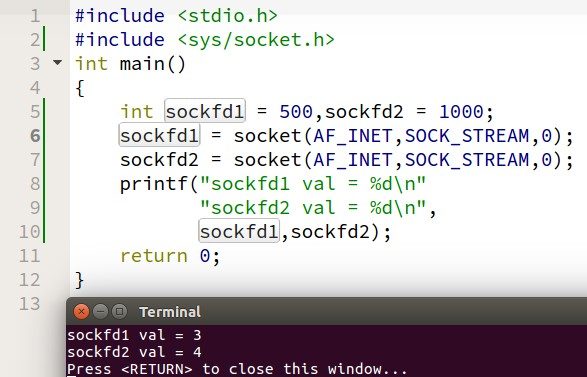 1 #include <stdio.h>
2 #include <sys/socket.h>
3 int main()
4 {
5 int sockfd1 = 500,sockfd2 = 1000;
6 sockfd1 = socket(AF_INET,SOCK_STREAM,0);
7 sockfd2 = socket(AF_INET,SOCK_STREAM,0);
8 printf("sockfd1 val = %d\n"
9 "sockfd2 val = %d\n",
10 sockfd1,sockfd2);
11 return 0;
12 }
13
Terminal
sockfd1 val = 3
sockfd2 val = 4
Press <RETURN> to close this window...